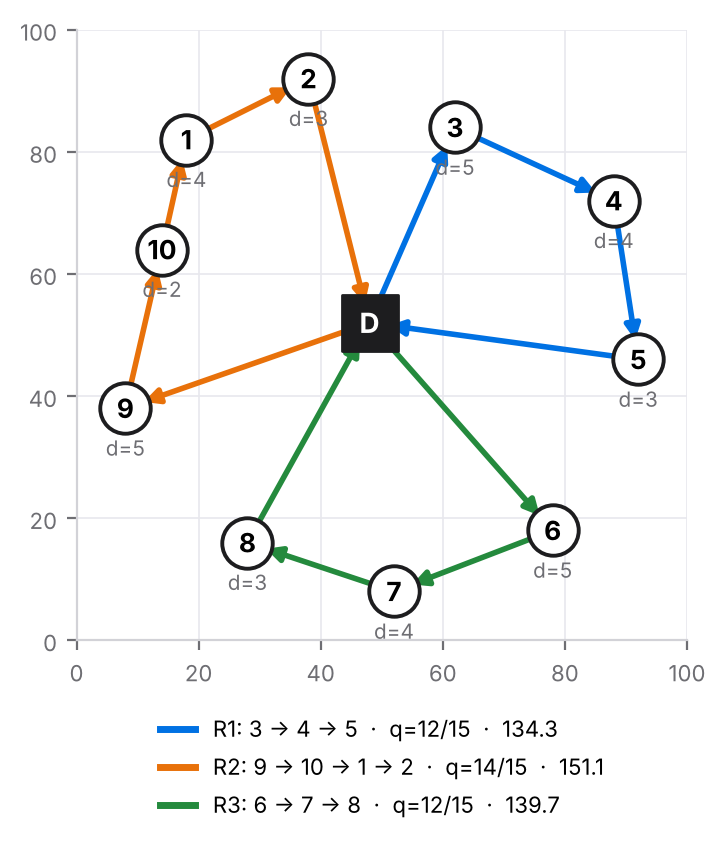 100
80
60
40
20
0
0 20 40 60 80 100
2
d=3
3
d=5
1
d=4
4
d=4
10
d=2
D
5
d=3
9
d=5
6
d=5
8
d=3
7
d=4
R1: 3 → 4 → 5 · q=12/15 · 134.3
R2: 9 → 10 → 1 → 2 · q=14/15 · 151.1
R3: 6 → 7 → 8 · q=12/15 · 139.7